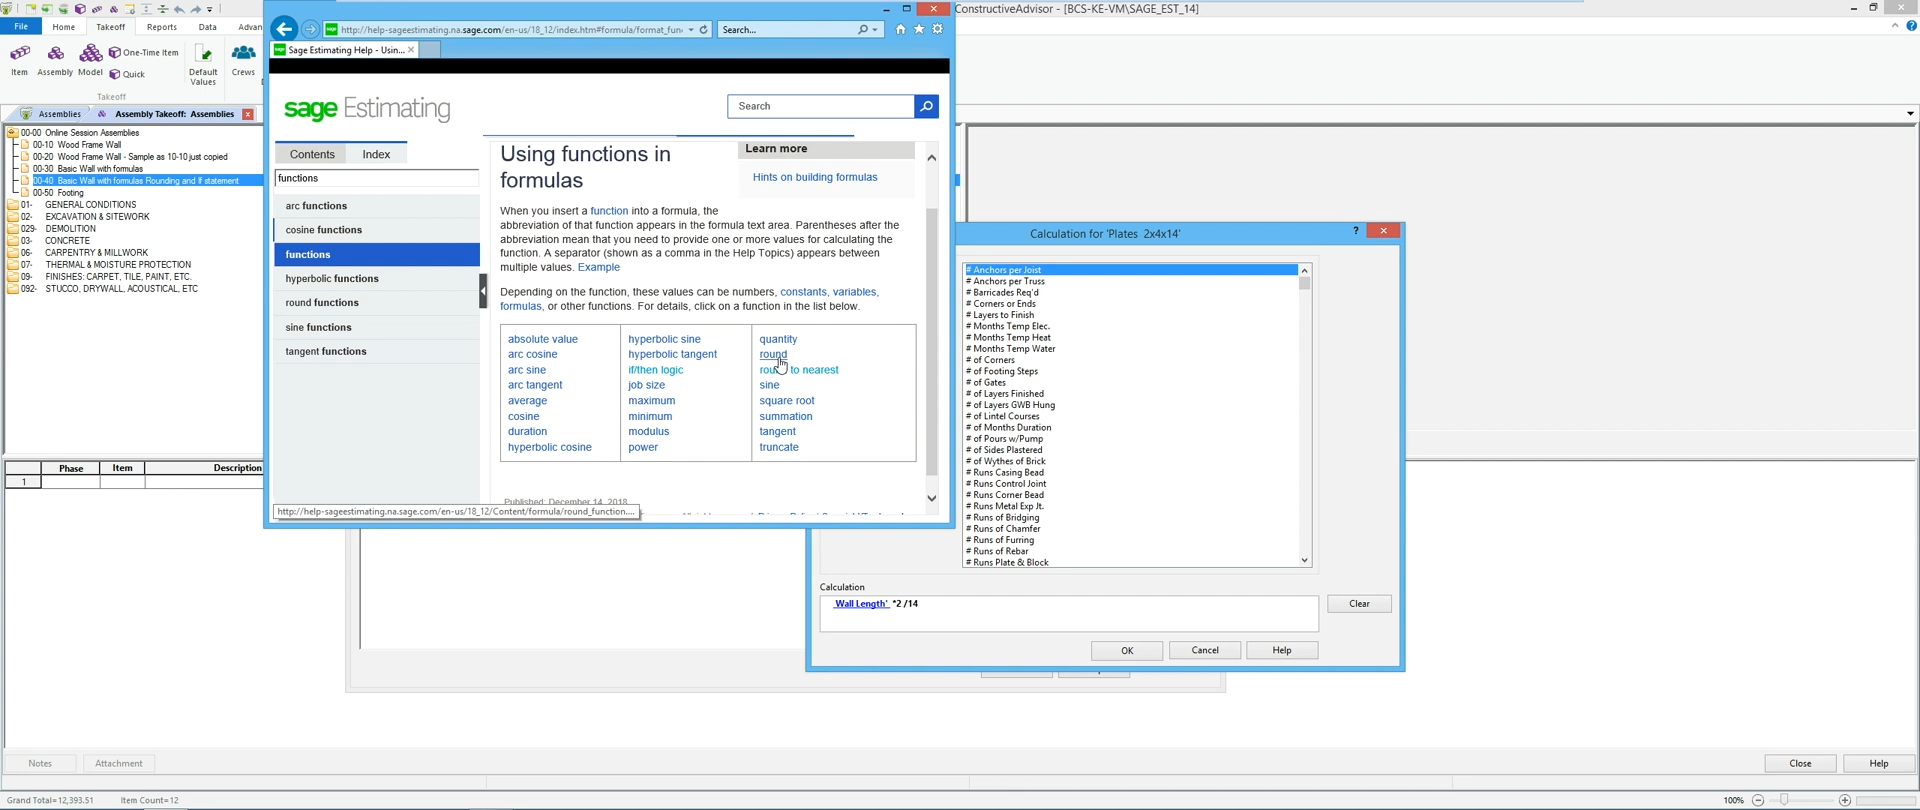 ConstructiveAdvisor - [BCS-KE-VM\SAGE_EST_14]
File
Home
Takeoff
Reports
Data
Advan
Item
Assembly
Model
One-Time Item
Quick
Default
Values
Crews
Takeoff
Assemblies
Assembly Takeoff: Assemblies
00-00 Online Session Assemblies
00-10 Wood Frame Wall
00-20 Wood Frame Wall - Sample as 10-10 just copied
00-30 Basic Wall with formulas
00-40 Basic Wall with formulas Rounding and If statement
00-50 Footing
01- GENERAL CONDITIONS
02- EXCAVATION & SITEWORK
029- DEMOLITION
03- CONCRETE
06- CARPENTRY & MILLWORK
07- THERMAL & MOISTURE PROTECTION
09- FINISHES: CARPET, TILE, PAINT, ETC.
092- STUCCO, DRYWALL, ACOUSTICAL, ETC
Phase
Item
Description
1
http://help-sageestimating.na.sage.com/en-us/18_12/index.htm#formula/format_fun
Search...
Sage Estimating Help - Usin...
sage Estimating
Search
Contents
Index
functions
arc functions
cosine functions
functions
hyperbolic functions
round functions
sine functions
tangent functions
Using functions in
formulas
Learn more
Hints on building formulas
When you insert a function into a formula, the
abbreviation of that function appears in the formula text area. Parentheses after the
abbreviation mean that you need to provide one or more values for calculating the
function. A separator (shown as a comma in the Help Topics) appears between
multiple values. Example
Depending on the function, these values can be numbers, constants, variables,
formulas, or other functions. For details, click on a function in the list below.
absolute value
arc cosine
arc sine
arc tangent
average
cosine
duration
hyperbolic cosine
hyperbolic sine
hyperbolic tangent
if/then logic
job size
maximum
minimum
modulus
power
quantity
round
to nearest
sine
square root
summation
tangent
truncate
Published: December 14, 2018
http://help-sageestimating.na.sage.com/en-us/18_12/Content/formula/round_function....
Calculation for 'Plates 2x4x14'
?
# Anchors per Joist
# Anchors per Truss
# Barricades Req'd
# Corners or Ends
# Layers to Finish
# Months Temp Elec.
# Months Temp Heat
# Months Temp Water
# of Corners
# of Footing Steps
# of Gates
# of Layers Finished
# of Layers GWB Hung
# of Lintel Courses
# of Months Duration
# of Pours w/Pump
# of Sides Plastered
# of Wythes of Brick
# Runs Casing Bead
# Runs Control Joint
# Runs Corner Bead
# Runs Metal Exp Jt.
# Runs of Bridging
# Runs of Chamfer
# Runs of Furring
# Runs of Rebar
# Runs Plate & Block
Calculation
'Wall Length' *2 /14
Clear
OK
Cancel
Help
Notes
Attachment
Close
Help
Grand Total=12,393.51
Item Count=12
100%